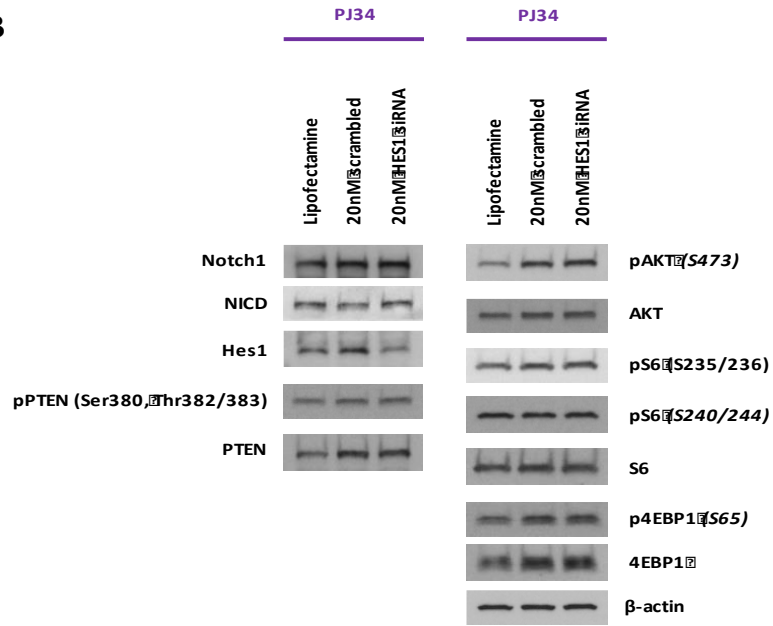 B
PJ34
PJ34
Lipofectamine
20nM scrambled
20nM HES1 siRNA
Lipofectamine
20nM scrambled
20nM HES1 siRNA
Notch1
NICD
Hes1
pPTEN (Ser380, Thr382/383)
PTEN
pAKT (S473)
AKT
pS6 (S235/236)
pS6 (S240/244)
S6
p4EBP1 (S65)
4EBP1
β-actin